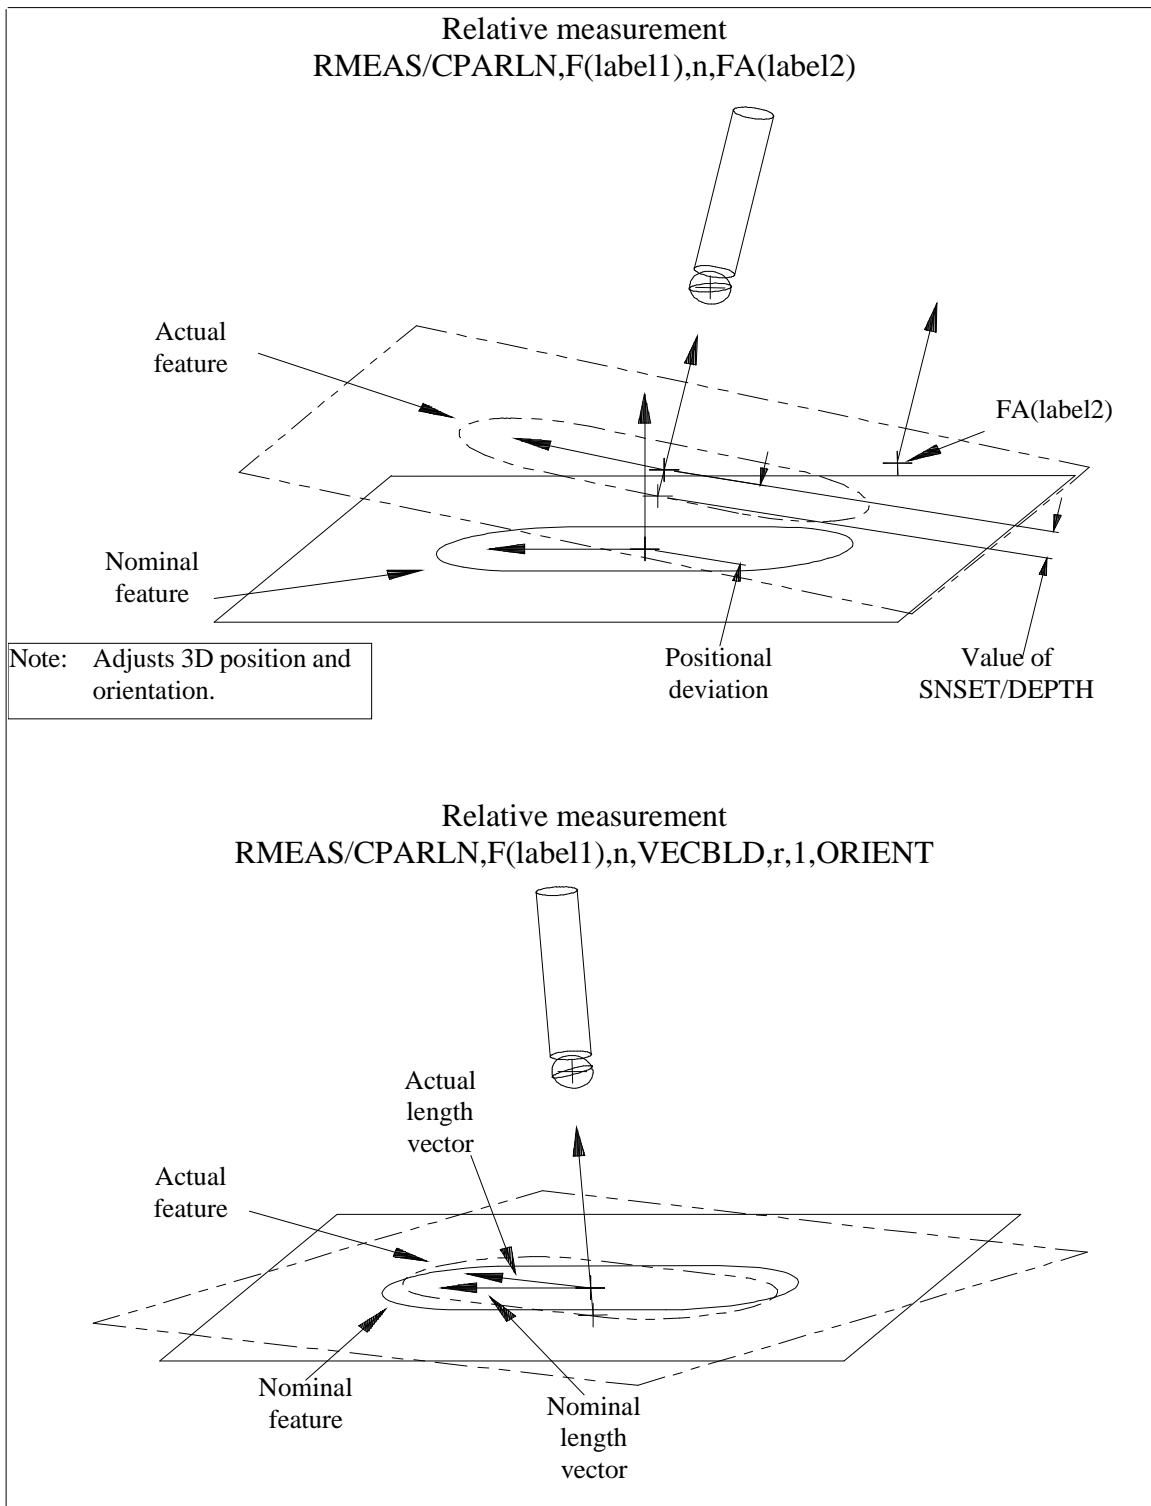 Relative measurement
RMEAS/CPARLN,F(label1),n,FA(label2)
Actual
feature
FA(label2)
Nominal
feature
Note: Adjusts 3D position and
orientation.
Positional
deviation
Value of
SNSET/DEPTH
Relative measurement
RMEAS/CPARLN,F(label1),n,VECBLD,r,1,ORIENT
Actual
length
vector
Actual
feature
Nominal
feature
Nominal
length
vector